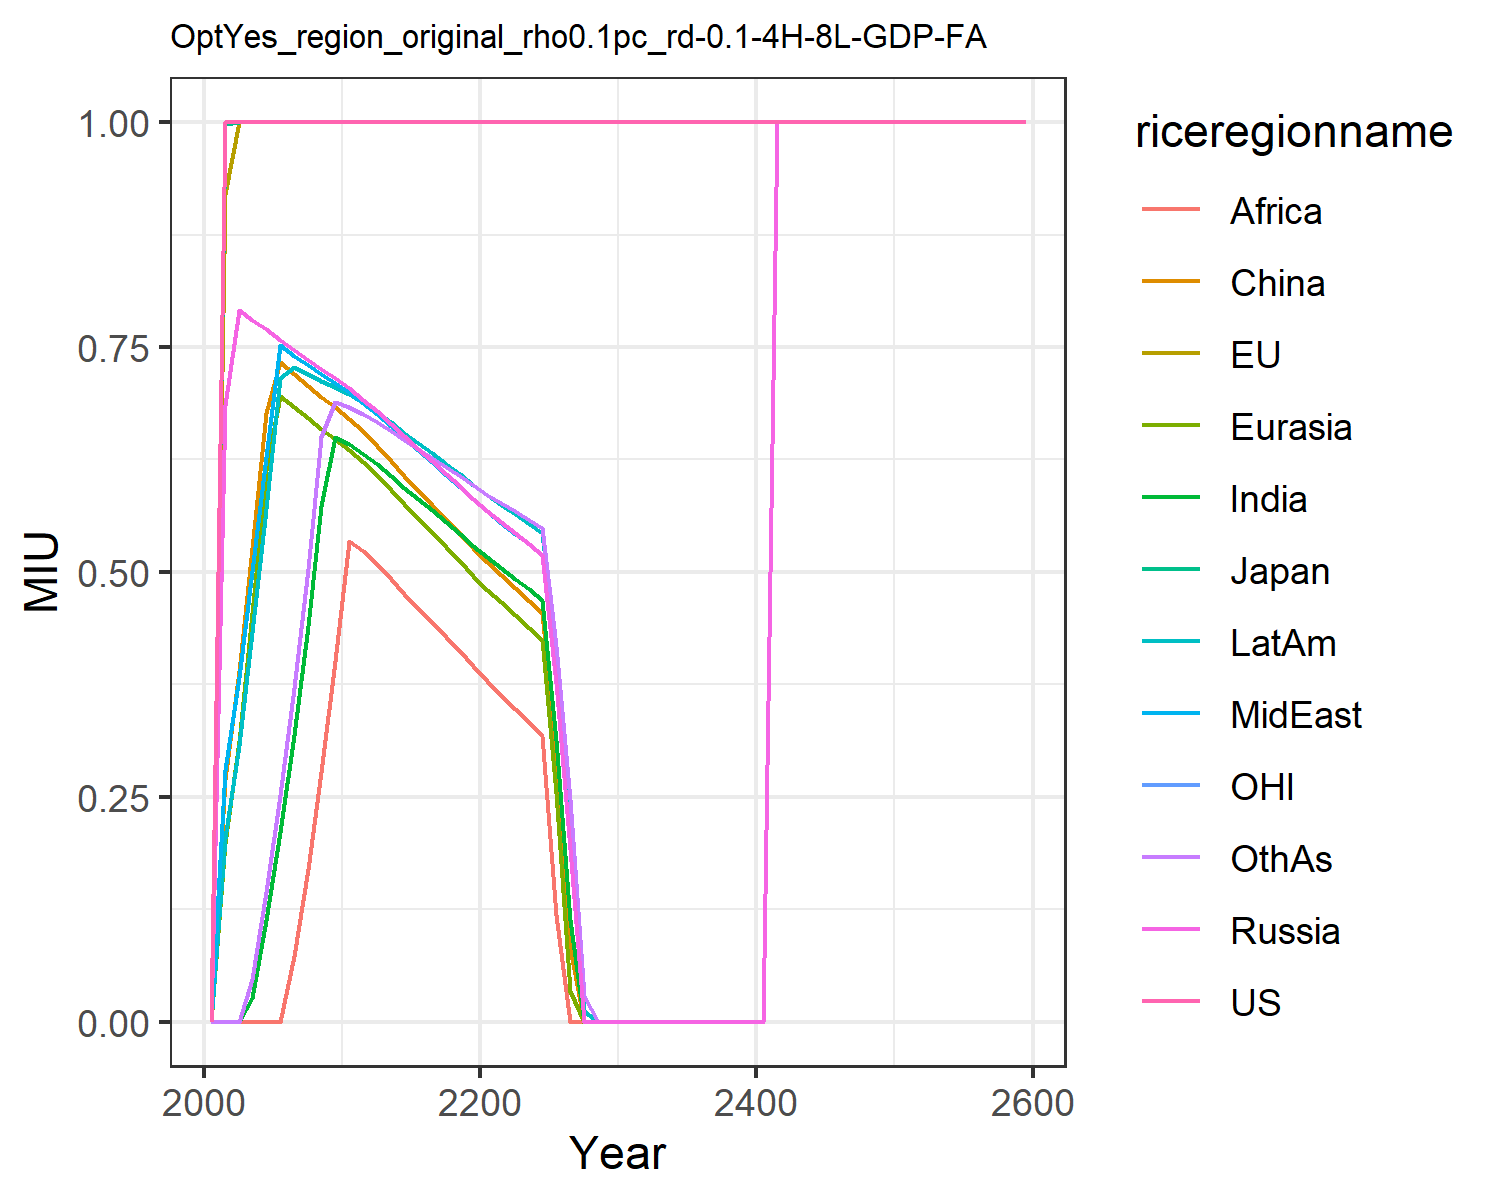 OptYes_region_original_rho0.1pc_rd-0.1-4H-8L-GDP-FA
1.00
0.75
0.50
0.25
0.00
MIU
2000
2200
2400
2600
Year
riceregionname
Africa
China
EU
Eurasia
India
Japan
LatAm
MidEast
OHI
OthAs
Russia
US